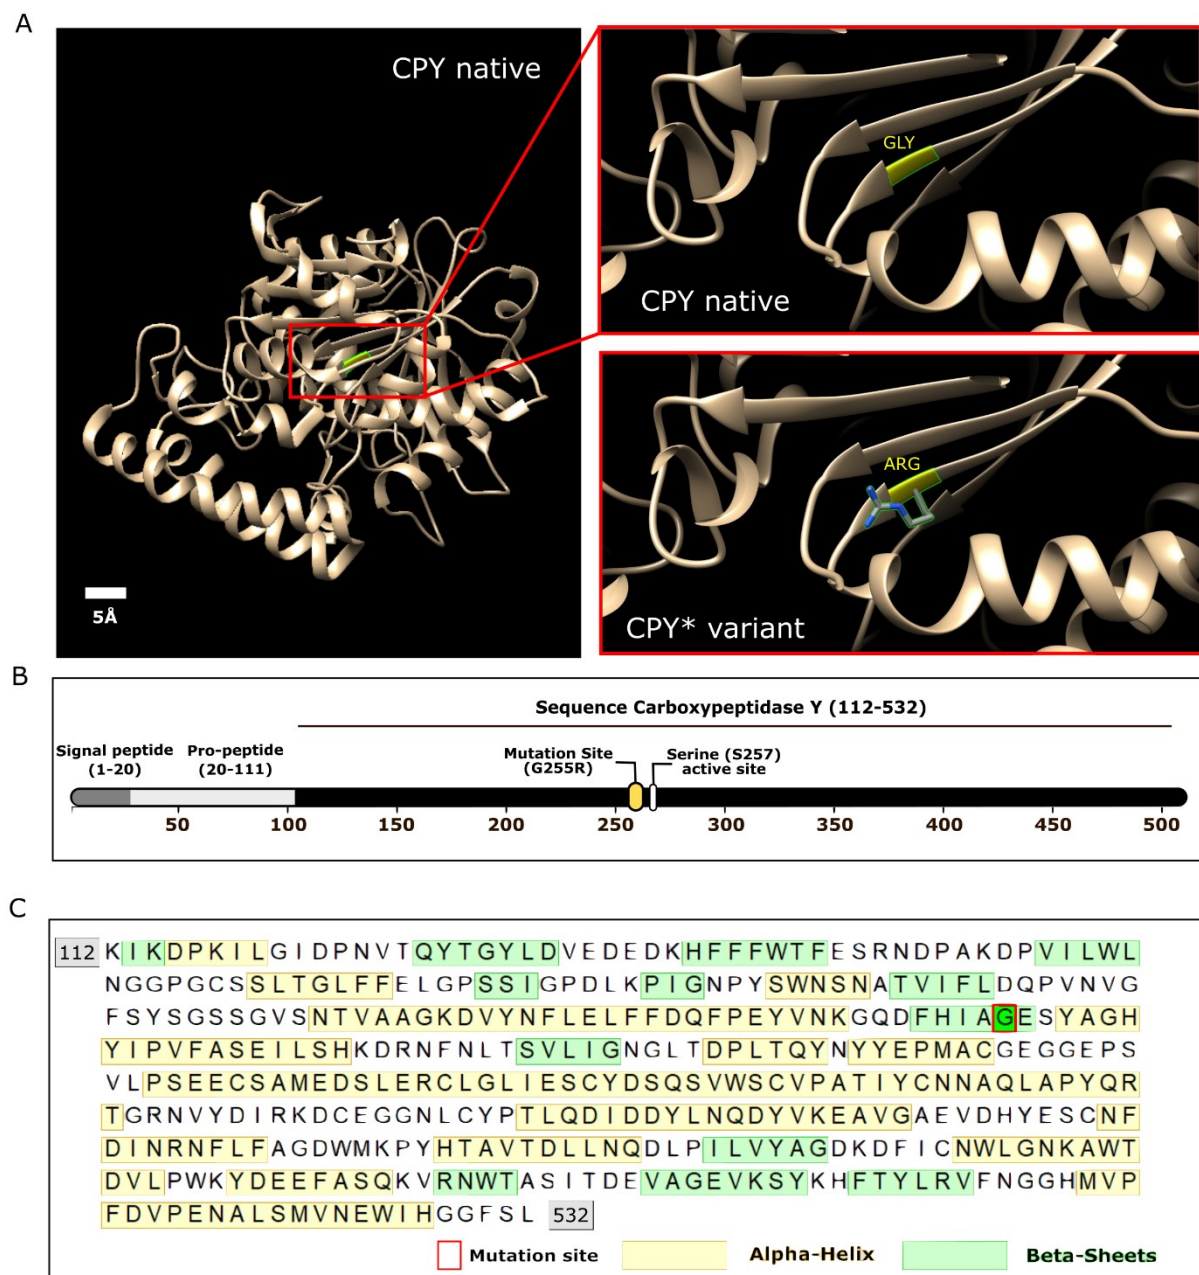 A
CPY native
5Å
GLY
CPY native
ARG
CPY* variant
B
Sequence Carboxypeptidase Y (112-532)
Signal peptide
(1-20)
Pro-peptide
(20-111)
Mutation Site
(G255R)
Serine (S257)
active site
50 100 150 200 250 300 350 400 450 500
C
112 KIKDPKILGIDPNVTQYTGYLDVEDEDKHFFFWTFESRNDPAKDPVILWL
NGGPGCSSLTGLFFELGPSSIGPDLKPIGNPYSWNSNATVIFLDQPVNVG
FSYSGSSGVSNTVAAGKDVYNFLELFFDQFPEYVNKGQDFHIAGESYAGH
YIPVFASEILSHKDRNFNLTSVLIGNGLTDPLTQYNYYEPMACGEGGEPS
VLPSEECSAMEDSLERCLGLIESCYDSQSVWSCVPATIYCNNAQLAPYQR
TGRNVYDIRKDCEGGNLCYPTLQDIDDYLNQDYVKEAVGAEVDHYESCNF
DINRNFLFAGDWMKPYHTAVTDLLNQDLPILVYAGDKDFICNWLGNKAWT
DVLPWKYDEEFASQKVRNWTASITDEVAGEVKSYKHFTYLRVFNGGHMVP
FDVPENALSMVNEWIHGGFSL 532
Mutation site Alpha-Helix Beta-Sheets